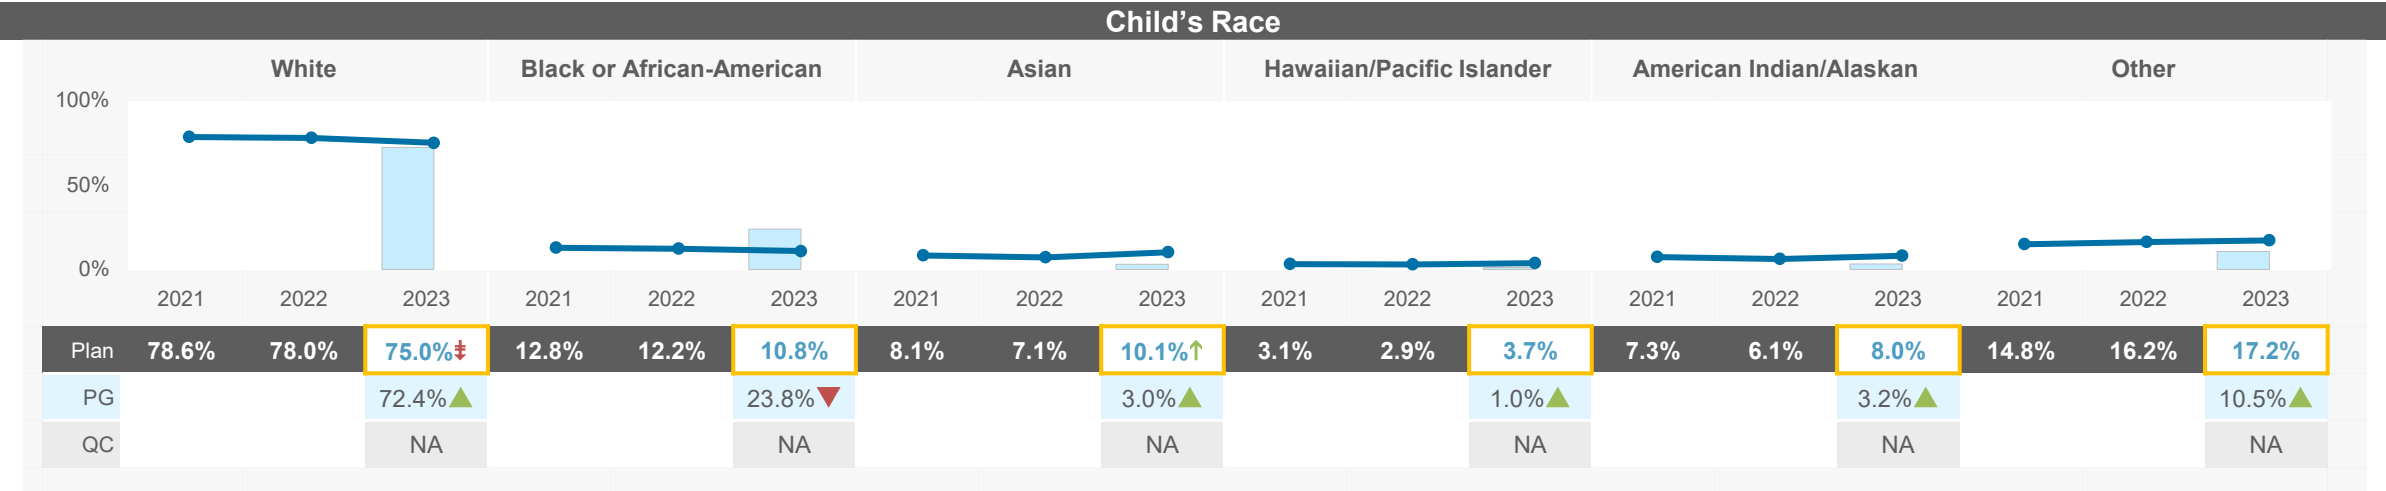 Child's Race
White Black or African-American Asian Hawaiian/Pacific Islander American Indian/Alaskan Other
100%
50%
0%
2021 2022 2023 2021 2022 2023 2021 2022 2023 2021 2022 2023 2021 2022 2023 2021 2022 2023
Plan 78.6% 78.0% 75.0%⇟ 12.8% 12.2% 10.8% 8.1% 7.1% 10.1%↑ 3.1% 2.9% 3.7% 7.3% 6.1% 8.0% 14.8% 16.2% 17.2%
PG 72.4%▲ 23.8%▼ 3.0%▲ 1.0%▲ 3.2%▲ 10.5%▲
QC NA NA NA NA NA NA